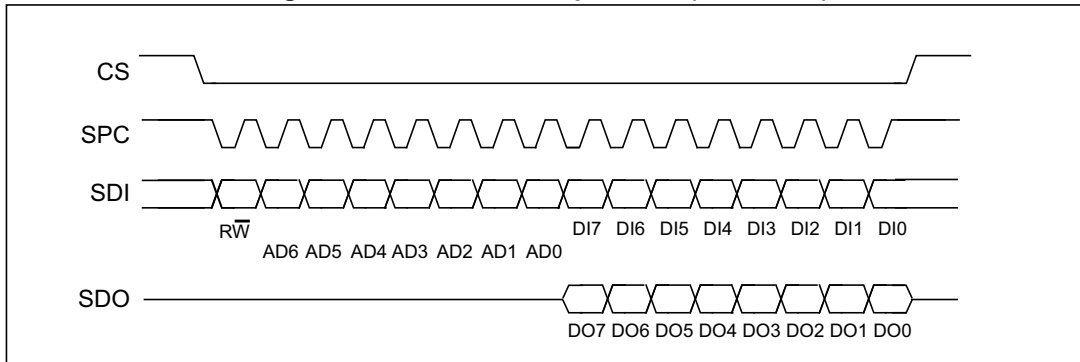 CS
SPC
SDI
RW̅ DI7 DI6 DI5 DI4 DI3 DI2 DI1 DI0
AD6 AD5 AD4 AD3 AD2 AD1 AD0
SDO
DO7 DO6 DO5 DO4 DO3 DO2 DO1 DO0